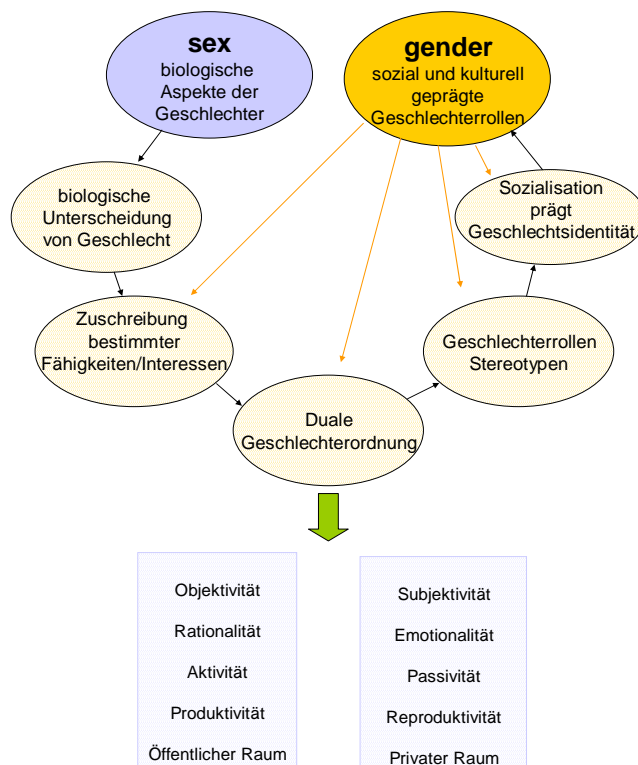 sex
biologische
Aspekte der
Geschlechter
gender
sozial und kulturell
geprägte
Geschlechterrollen
biologische
Unterscheidung
von Geschlecht
Sozialisation
prägt
Geschlechtsidentität
Zuschreibung
bestimmter
Fähigkeiten/Interessen
Geschlechterrollen
Stereotypen
Duale
Geschlechterordnung
Objektivität
Rationalität
Aktivität
Produktivität
Öffentlicher Raum
Subjektivität
Emotionalität
Passivität
Reproduktivität
Privater Raum